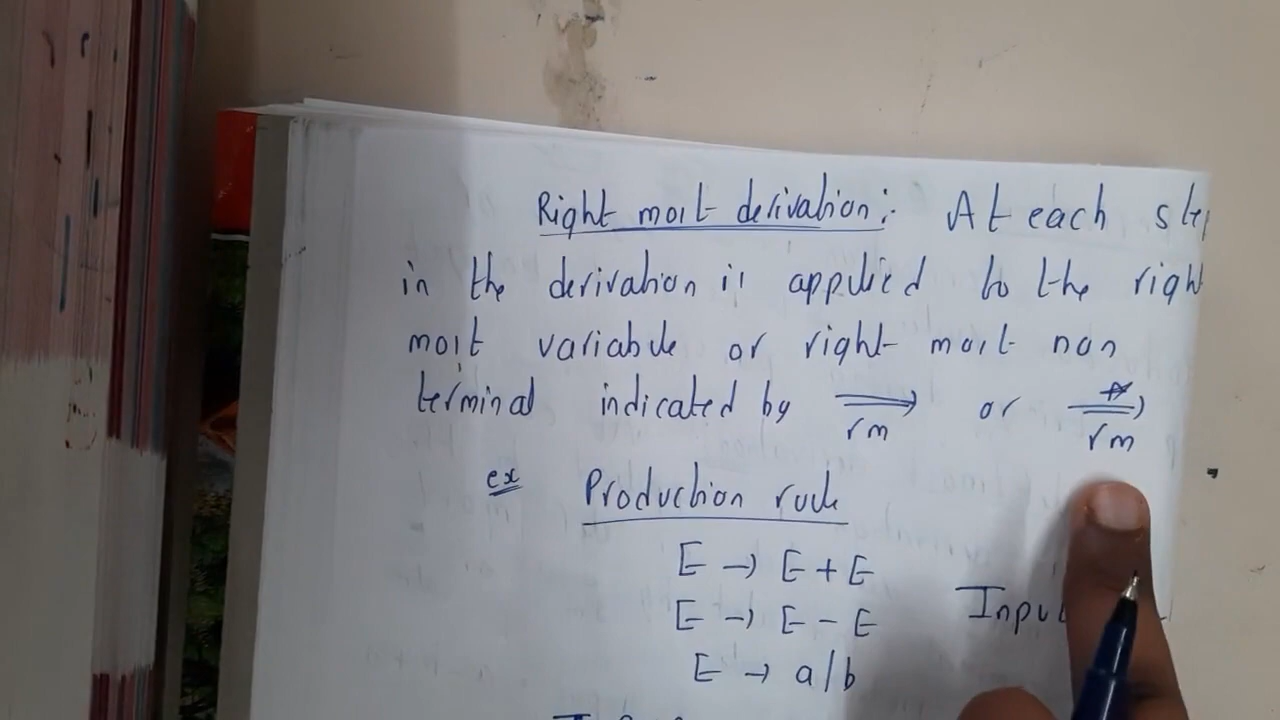 Right most derivation:- At each step
in the derivation is applied to the right
most variable or right most non
terminal indicated by ⇒ rm or *⇒ rm
ex Production rule
E → E + E
E → E - E Inpu
E → a/b